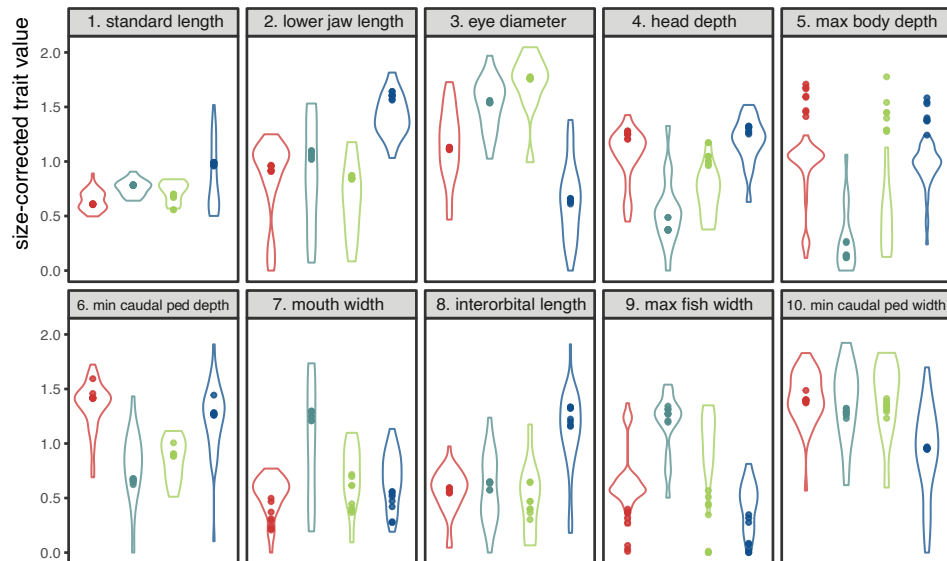 size-corrected trait value
1. standard length
2. lower jaw length
3. eye diameter
4. head depth
5. max body depth
2.0
1.5
1.0
0.5
0.0
6. min caudal ped depth
7. mouth width
8. interorbital length
9. max fish width
10. min caudal ped width
2.0
1.5
1.0
0.5
0.0